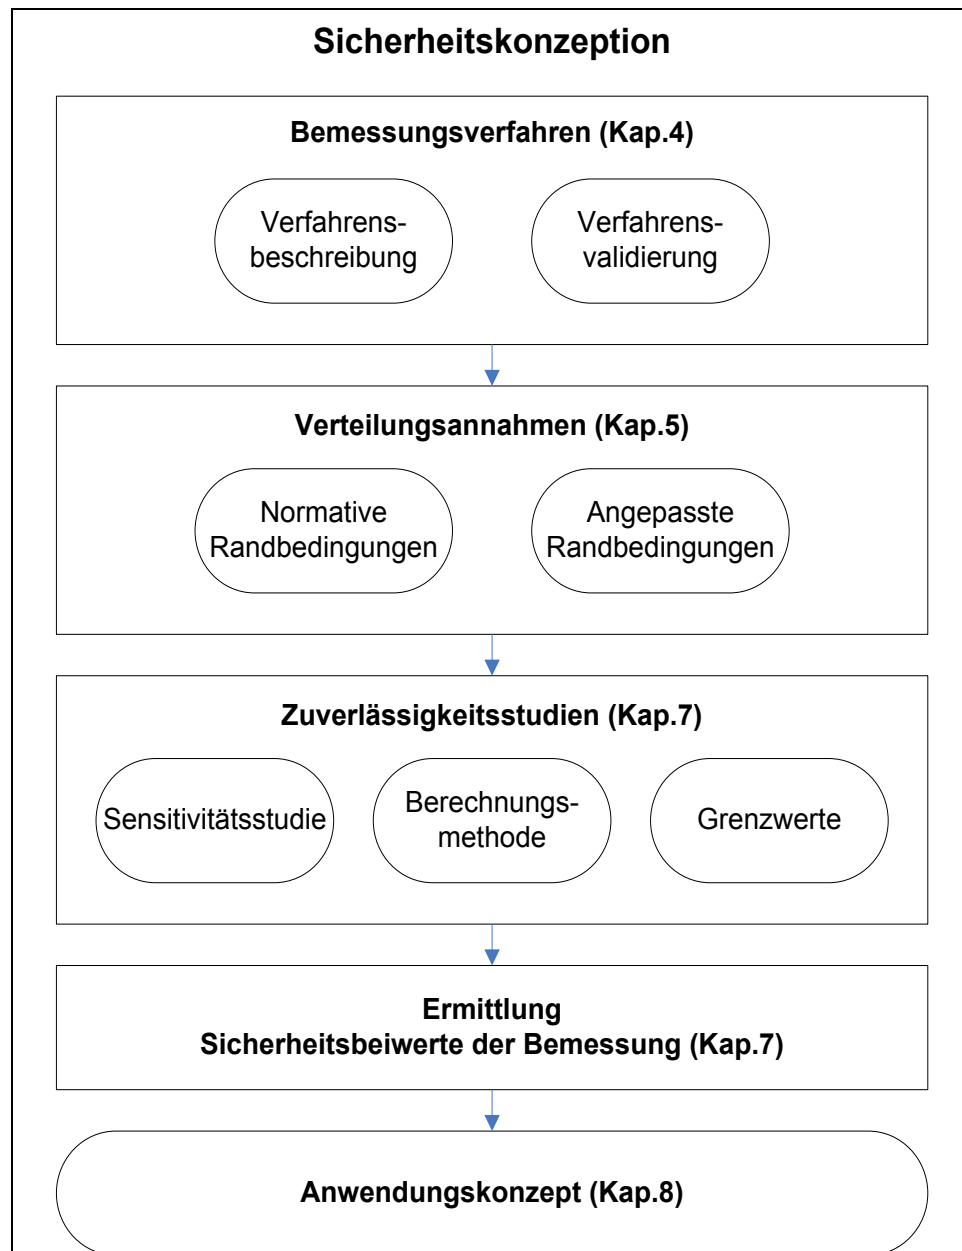 Sicherheitskonzeption
Bemessungsverfahren (Kap.4)
Verfahrens-
beschreibung
Verfahrens-
validierung
Verteilungsannahmen (Kap.5)
Normative
Randbedingungen
Angepasste
Randbedingungen
Zuverlässigkeitsstudien (Kap.7)
Sensitivitätsstudie
Berechnungs-
methode
Grenzwerte
Ermittlung
Sicherheitsbeiwerte der Bemessung (Kap.7)
Anwendungskonzept (Kap.8)